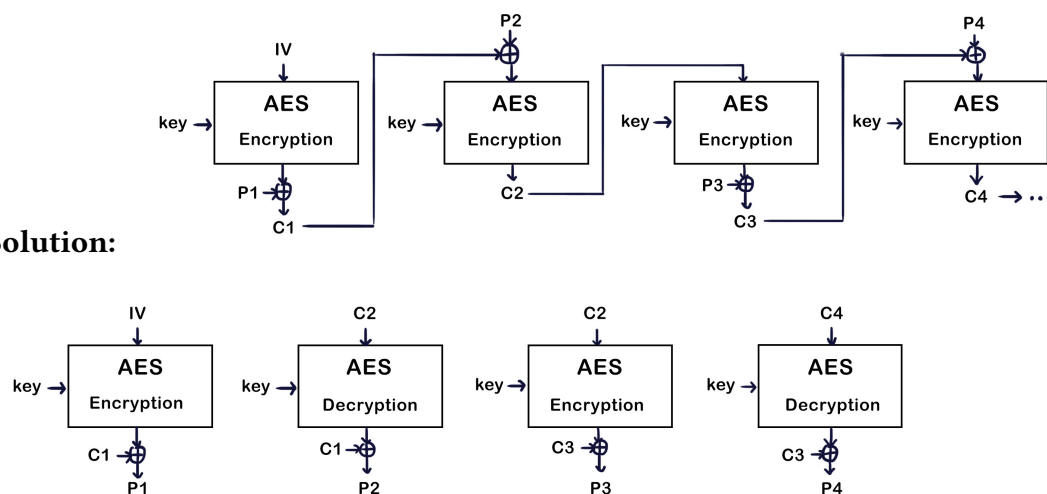 P2
P4
IV
AES
Encryption
key
P1
C1
AES
Encryption
key
C2
AES
Encryption
key
P3
C3
AES
Encryption
key
C4
olution:
IV
AES
Encryption
key
C1
P1
C2
AES
Decryption
key
C1
P2
C2
AES
Encryption
key
C3
P3
C4
AES
Decryption
key
C3
P4